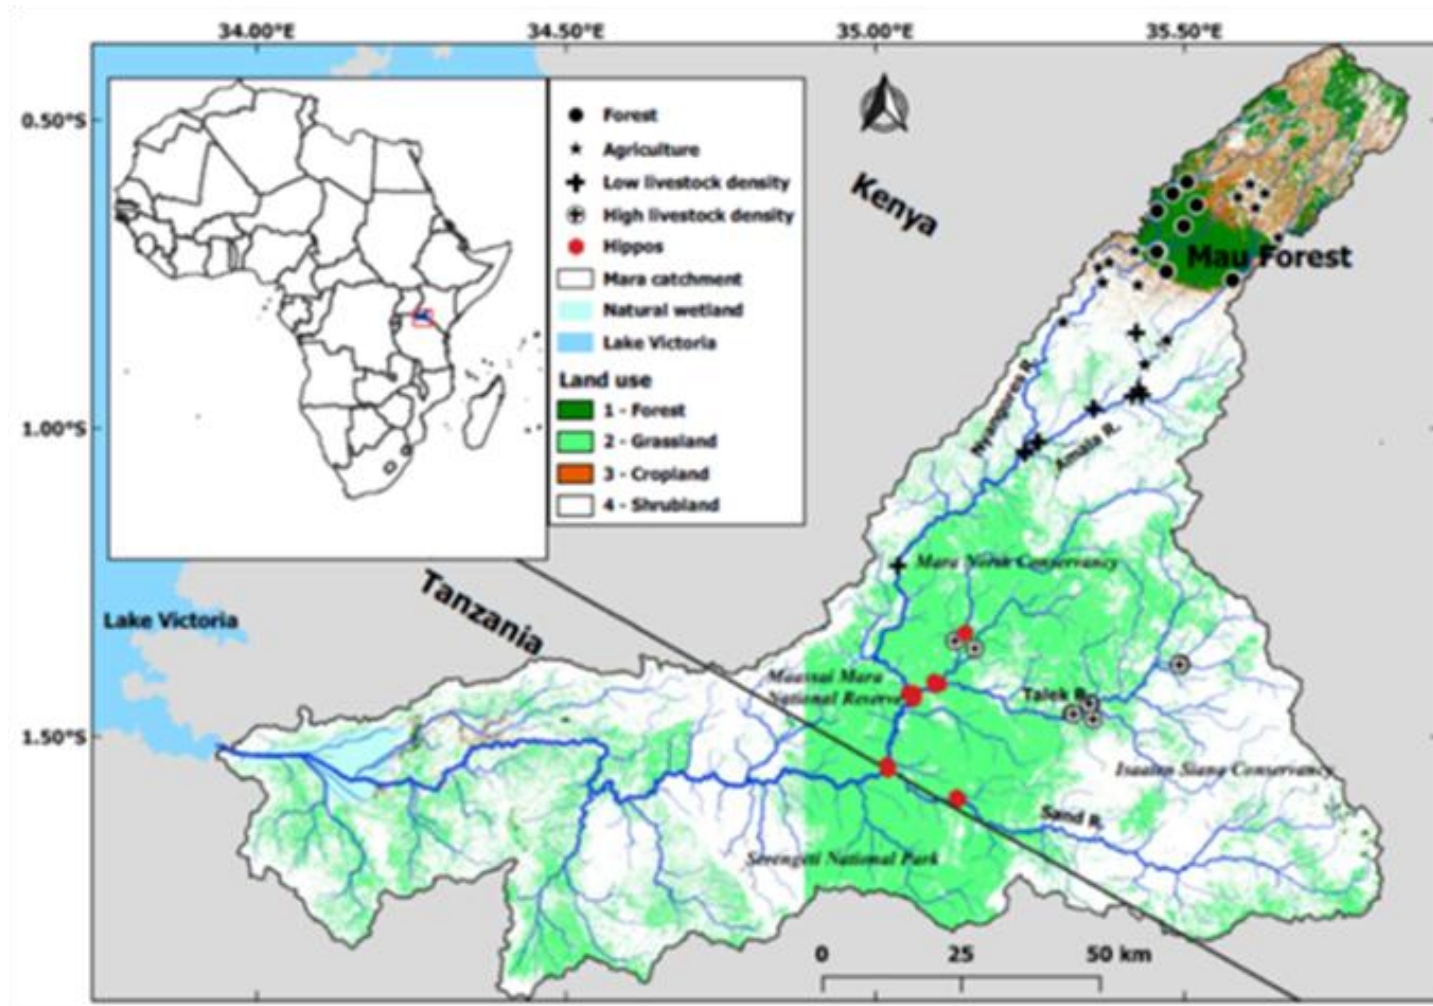 34.00°E
34.50°E
35.00°E
35.50°E
0.50°S
1.00°S
1.50°S
Forest
Agriculture
Low livestock density
High livestock density
Hippos
Mara catchment
Natural wetland
Lake Victoria
Land use
1 - Forest
2 - Grassland
3 - Cropland
4 - Shrubland
Kenya
Mau Forest
Nyangores R.
Amala R.
Mara North Conservancy
Tanzania
Lake Victoria
Maassai Mara
National Reserve
Talek R.
Isaaten Siana Conservancy
Sand R.
Serengeti National Park
0
25
50 km